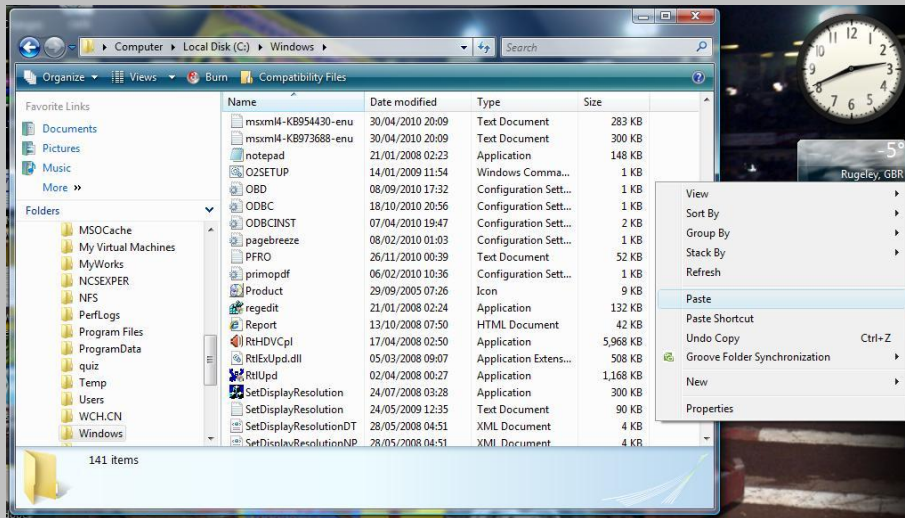 Computer Local Disk (C:) Windows
Search
Organize Views Burn Compatibility Files
Favorite Links
Documents
Pictures
Music
More »
Folders
MSOCache
My Virtual Machines
MyWorks
NCSEXPER
NFS
PerfLogs
Program Files
ProgramData
quiz
Temp
Users
WCH.CN
Windows
Name Date modified Type Size
msxml4-KB954430-enu 30/04/2010 20:09 Text Document 283 KB
msxml4-KB973688-enu 30/04/2010 20:09 Text Document 300 KB
notepad 21/01/2008 02:23 Application 148 KB
O2SETUP 14/01/2009 11:54 Windows Comma... 1 KB
OBD 08/09/2010 17:32 Configuration Sett... 1 KB
ODBC 18/10/2010 20:56 Configuration Sett... 1 KB
ODBCINST 07/04/2010 19:47 Configuration Sett... 2 KB
pagebreeze 08/02/2010 01:03 Configuration Sett... 1 KB
PFRO 26/11/2010 00:39 Text Document 52 KB
primopdf 06/02/2010 10:36 Configuration Sett... 1 KB
Product 29/09/2005 07:26 Icon 9 KB
regedit 21/01/2008 02:24 Application 132 KB
Report 13/10/2008 07:50 HTML Document 42 KB
RtHDVCpl 17/04/2008 02:50 Application 5,968 KB
RtlExUpd.dll 05/03/2008 09:07 Application Extens... 508 KB
RtlUpd 02/04/2008 00:27 Application 1,168 KB
SetDisplayResolution 24/07/2008 03:28 Application 300 KB
SetDisplayResolution 24/05/2009 12:35 Text Document 90 KB
SetDisplayResolutionDT 28/05/2008 04:51 XML Document 4 KB
SetDisplayResolutionNP 28/05/2008 04:51 XML Document 4 KB
141 items
11 12 1
10 2
9 3
8 4
7 6 5
-5°
Rugeley, GBR
View
Sort By
Group By
Stack By
Refresh
Paste
Paste Shortcut
Undo Copy Ctrl+Z
Groove Folder Synchronization
New
Properties